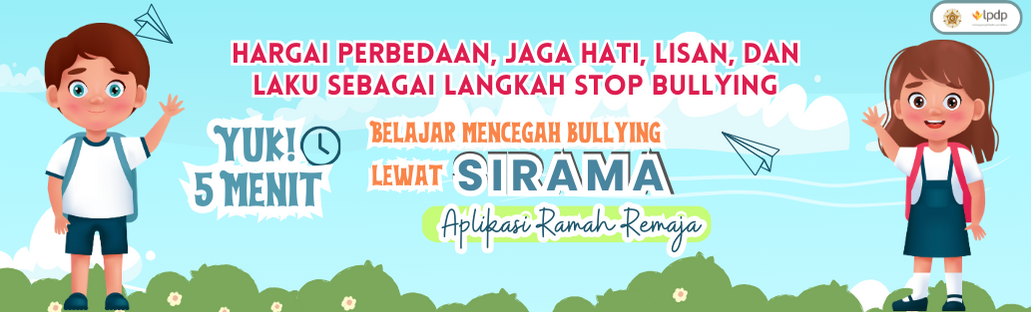 lpdp
HARGAI PERBEDAAN, JAGA HATI, LISAN, DAN
LAKU SEBAGAI LANGKAH STOP BULLYING
YUK!
5 MENIT
BELAJAR MENCEGAH BULLYING
LEWAT SIRAMA
Aplikasi Ramah Remaja